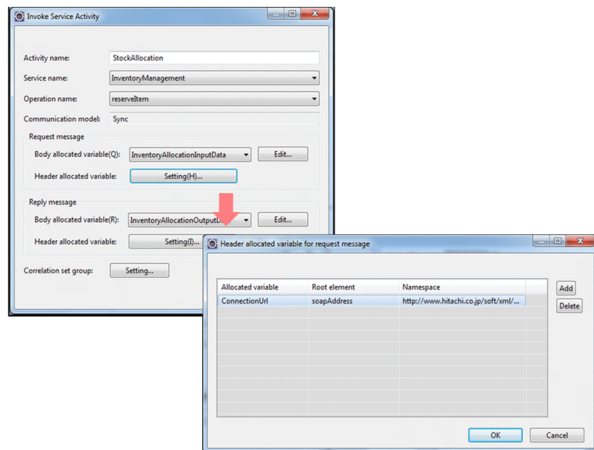 Invoke Service Activity
Activity name: StockAllocation
Service name: InventoryManagement
Operation name: reserveItem
Communication model: Sync
Request message
Body allocated variable(Q): InventoryAllocationInputData Edit...
Header allocated variable: Setting(H)...
Reply message
Body allocated variable(R): InventoryAllocationOutputD Edit...
Header allocated variable: Setting(I)...
Correlation set group: Setting...
Header allocated variable for request message
Allocated variable Root element Namespace Add
ConnectionUrl soapAddress http://www.hitachi.co.jp/soft/xml/...
Delete
OK Cancel